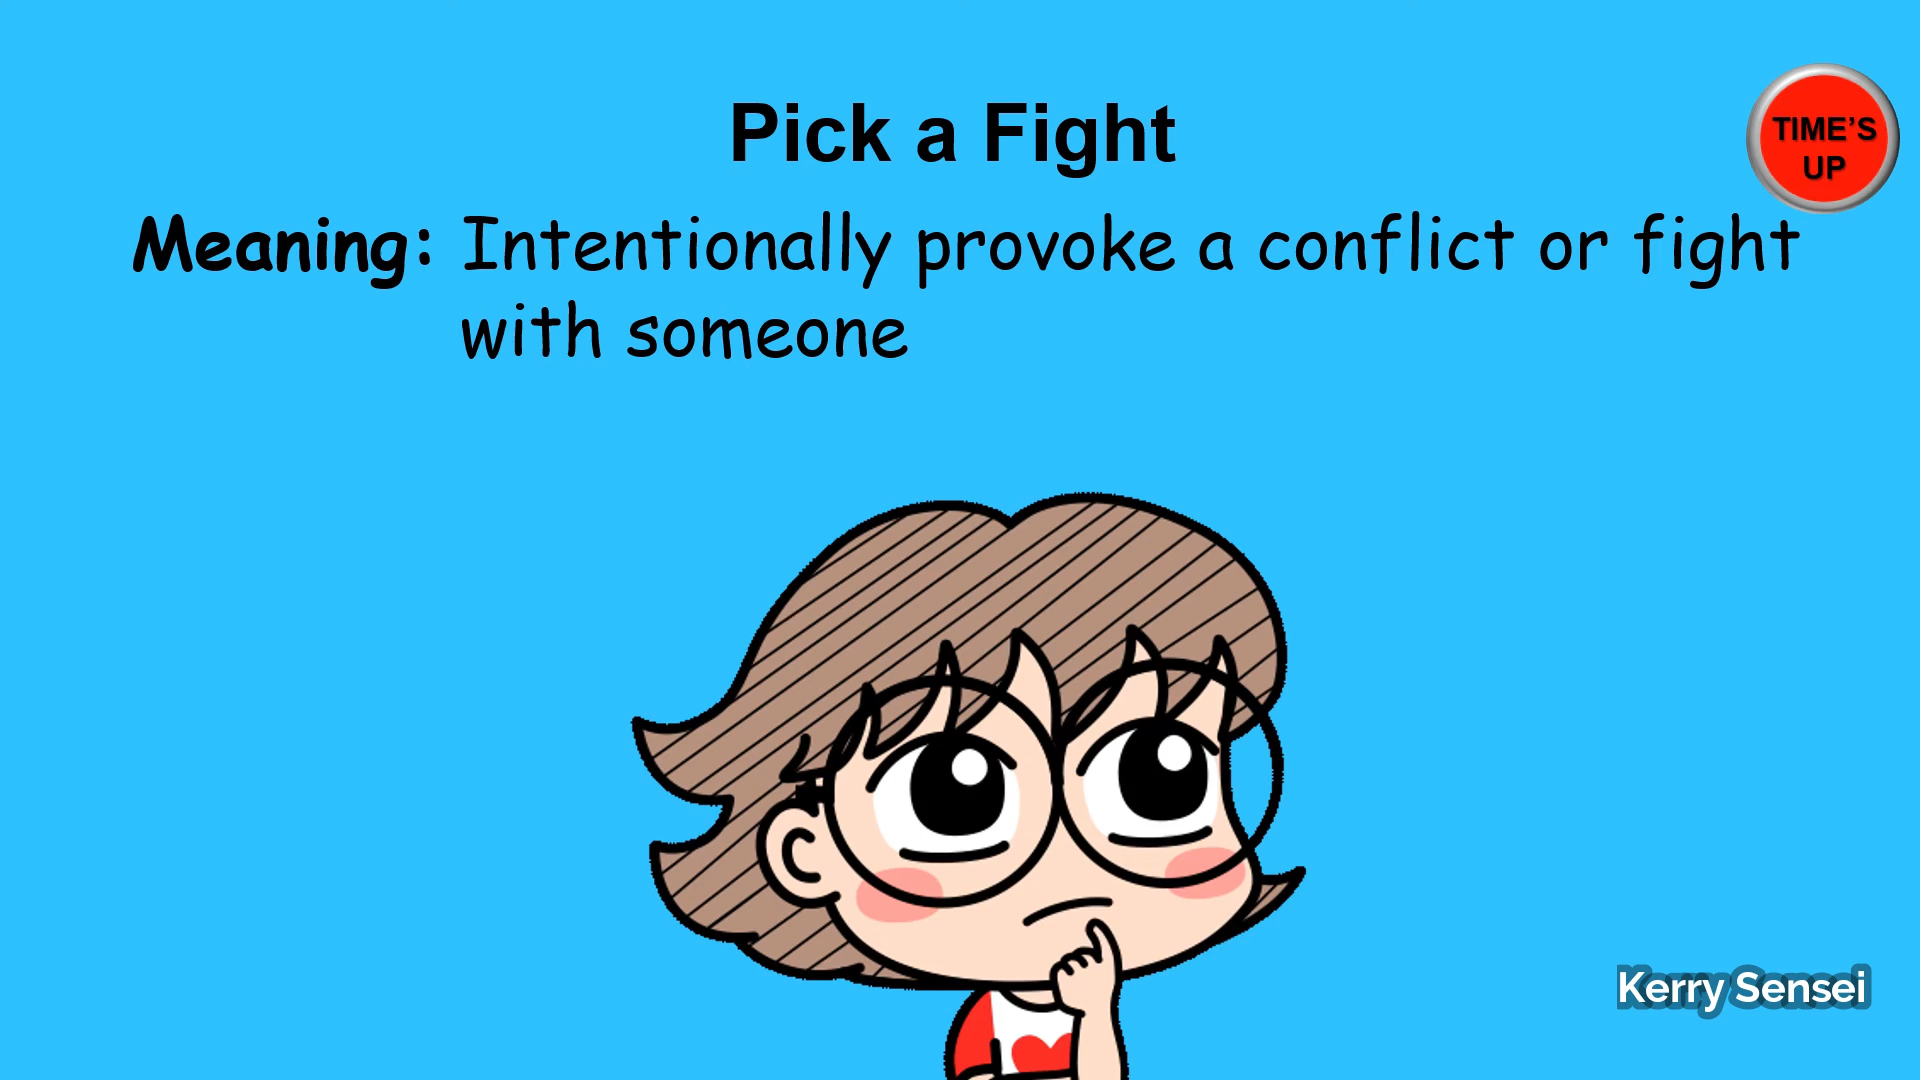 Pick a Fight
TIME'S
UP
Meaning: Intentionally provoke a conflict or fight
with someone
Kerry Sensei